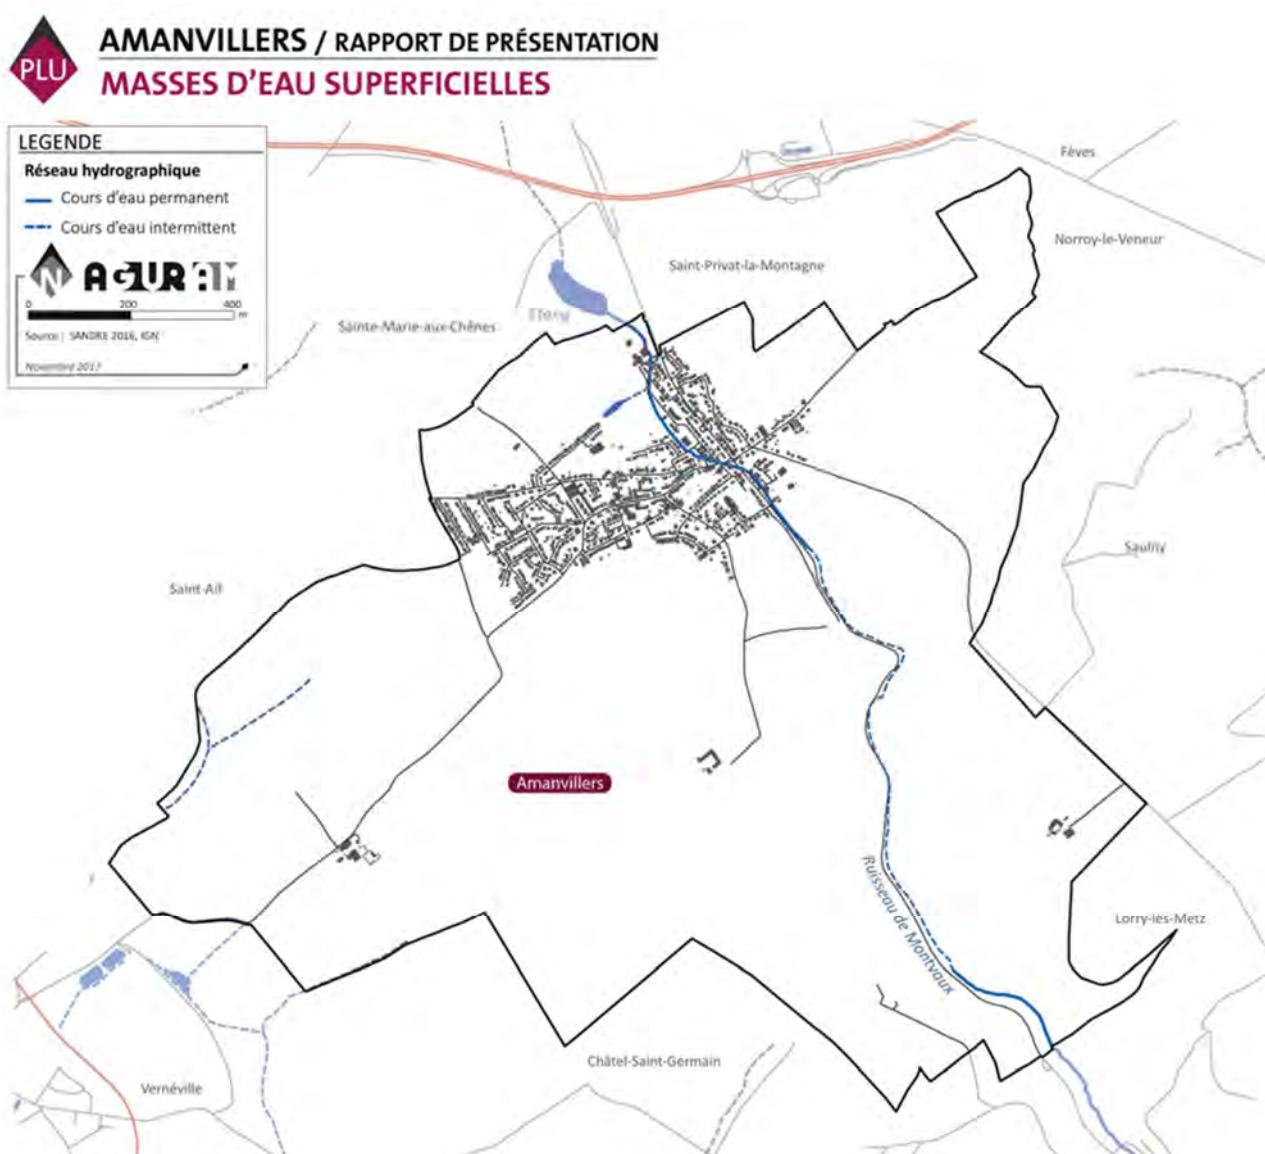 PLU
AMANVILLERS / RAPPORT DE PRÉSENTATION
MASSES D'EAU SUPERFICIELLES
LEGENDE
Réseau hydrographique
Cours d'eau permanent
Cours d'eau intermittent
N AGURAM
0 200 400
m
Source : SANDRE 2016, IGN
Novembre 2017
Fèves
Norroy-le-Veneur
Saint-Privat-la-Montagne
Etang
Sainte-Marie-aux-Chênes
Saulny
Saint-Ail
Amanvillers
Ruisseau de Montvaux
Lorry-les-Metz
Châtel-Saint-Germain
Vernéville